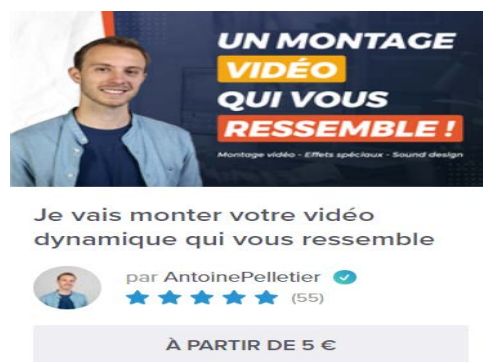 UN MONTAGE
VIDÉO
QUI VOUS
RESSEMBLE !
Montage vidéo - Effets spéciaux - Sound design
Je vais monter votre vidéo
dynamique qui vous ressemble
par AntoinePelletier
(55)
À PARTIR DE 5 €